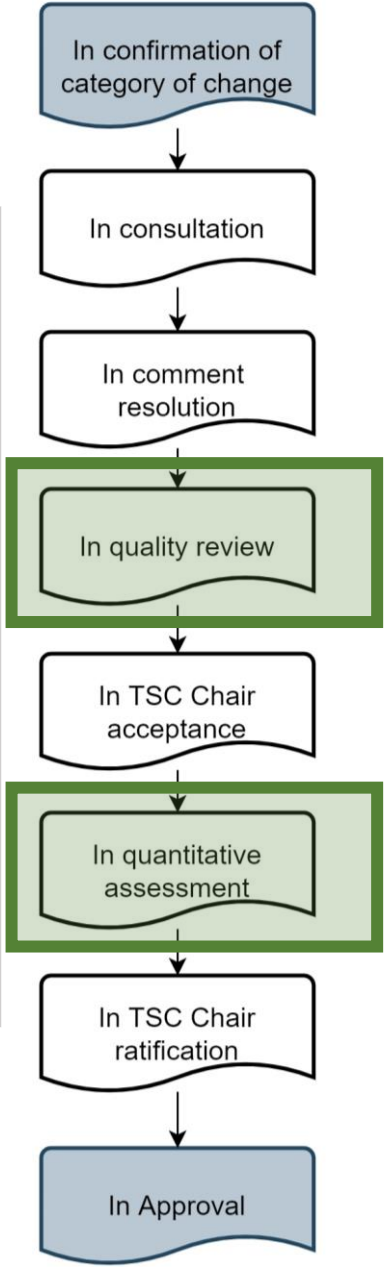 In confirmation of
category of change
In consultation
In comment
resolution
In quality review
In TSC Chair
acceptance
In quantitative
assessment
In TSC Chair
ratification
In Approval